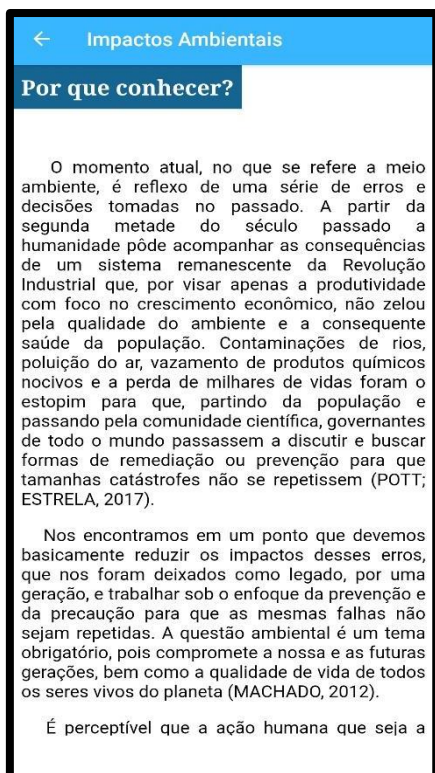 Impactos Ambientais
Por que conhecer?
O momento atual, no que se refere a meio
ambiente, é reflexo de uma série de erros e
decisões tomadas no passado. A partir da
segunda metade do século passado a
humanidade pôde acompanhar as consequências
de um sistema remanescente da Revolução
Industrial que, por visar apenas a produtividade
com foco no crescimento econômico, não zelou
pela qualidade do ambiente e a consequente
saúde da população. Contaminações de rios,
poluição do ar, vazamento de produtos químicos
nocivos e a perda de milhares de vidas foram o
estopim para que, partindo da população e
passando pela comunidade científica, governantes
de todo o mundo passassem a discutir e buscar
formas de remediação ou prevenção para que
tamanhas catástrofes não se repetissem (POTT;
ESTRELA, 2017).
Nos encontramos em um ponto que devemos
basicamente reduzir os impactos desses erros,
que nos foram deixados como legado, por uma
geração, e trabalhar sob o enfoque da prevenção e
da precaução para que as mesmas falhas não
sejam repetidas. A questão ambiental é um tema
obrigatório, pois compromete a nossa e as futuras
gerações, bem como a qualidade de vida de todos
os seres vivos do planeta (MACHADO, 2012).
É perceptível que a ação humana que seja a